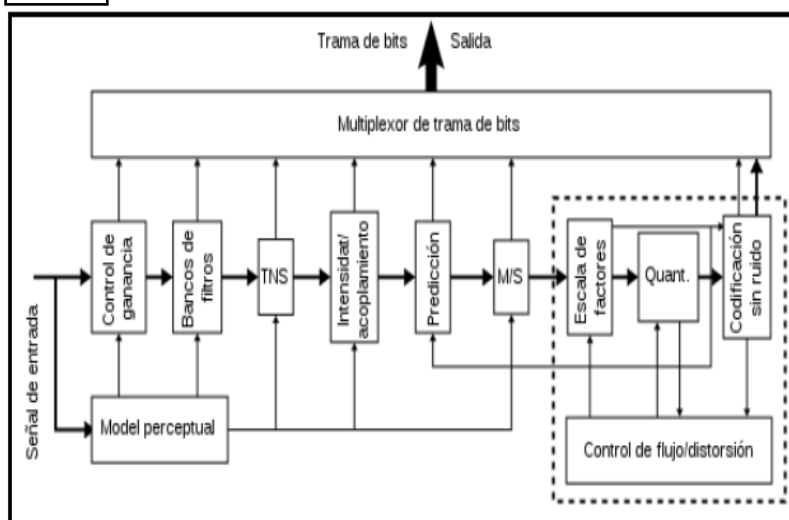 Trama de bits Salida
Multiplexor de trama de bits
Control de
ganancia
Bancos de
filtros
TNS
Intensidat/
acoplamiento
Predicción
M/S
Escala de
factores
Quant.
Codificación
sin ruido
Señal de entrada
Model perceptual
Control de flujo/distorsión